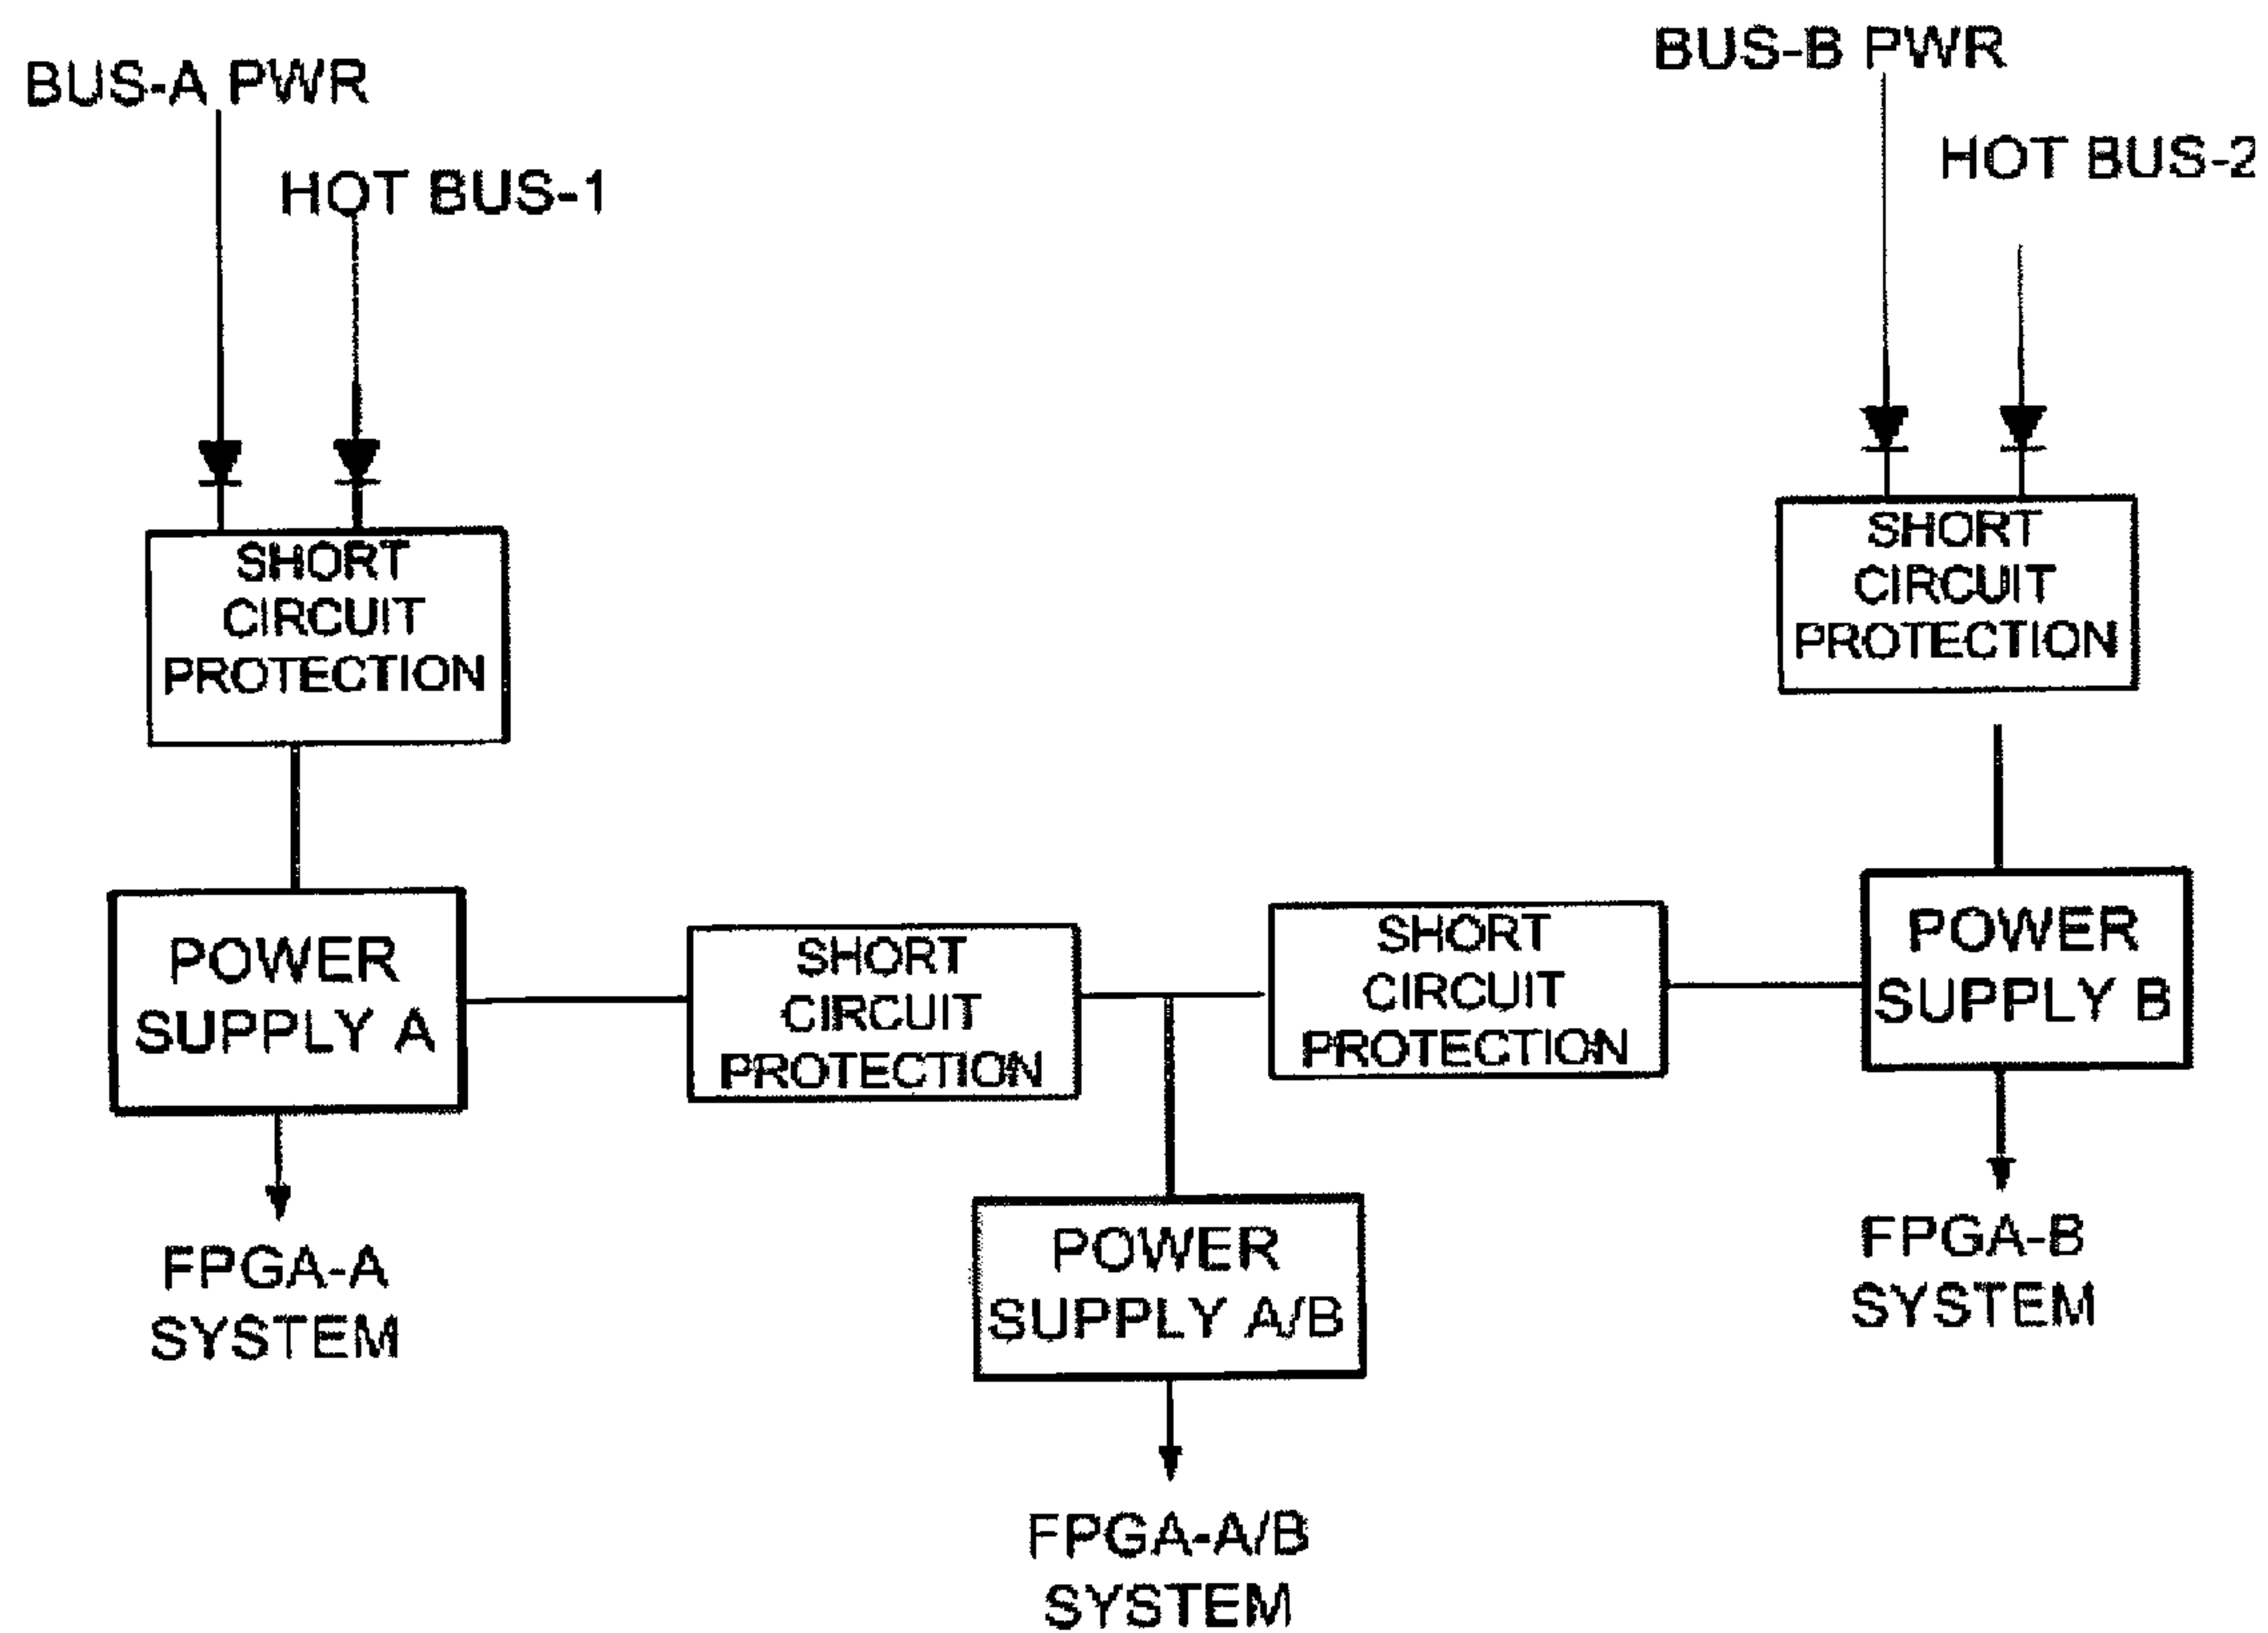 BUS-A PWR
HOT BUS-1
BUS-B PWR
HOT BUS-2
SHORT
CIRCUIT
PROTECTION
SHORT
CIRCUIT
PROTECTION
POWER
SUPPLY A
SHORT
CIRCUIT
PROTECTION
SHORT
CIRCUIT
PROTECTION
POWER
SUPPLY B
FPGA-A
SYSTEM
POWER
SUPPLY A/B
FPGA-B
SYSTEM
FPGA-A/B
SYSTEM